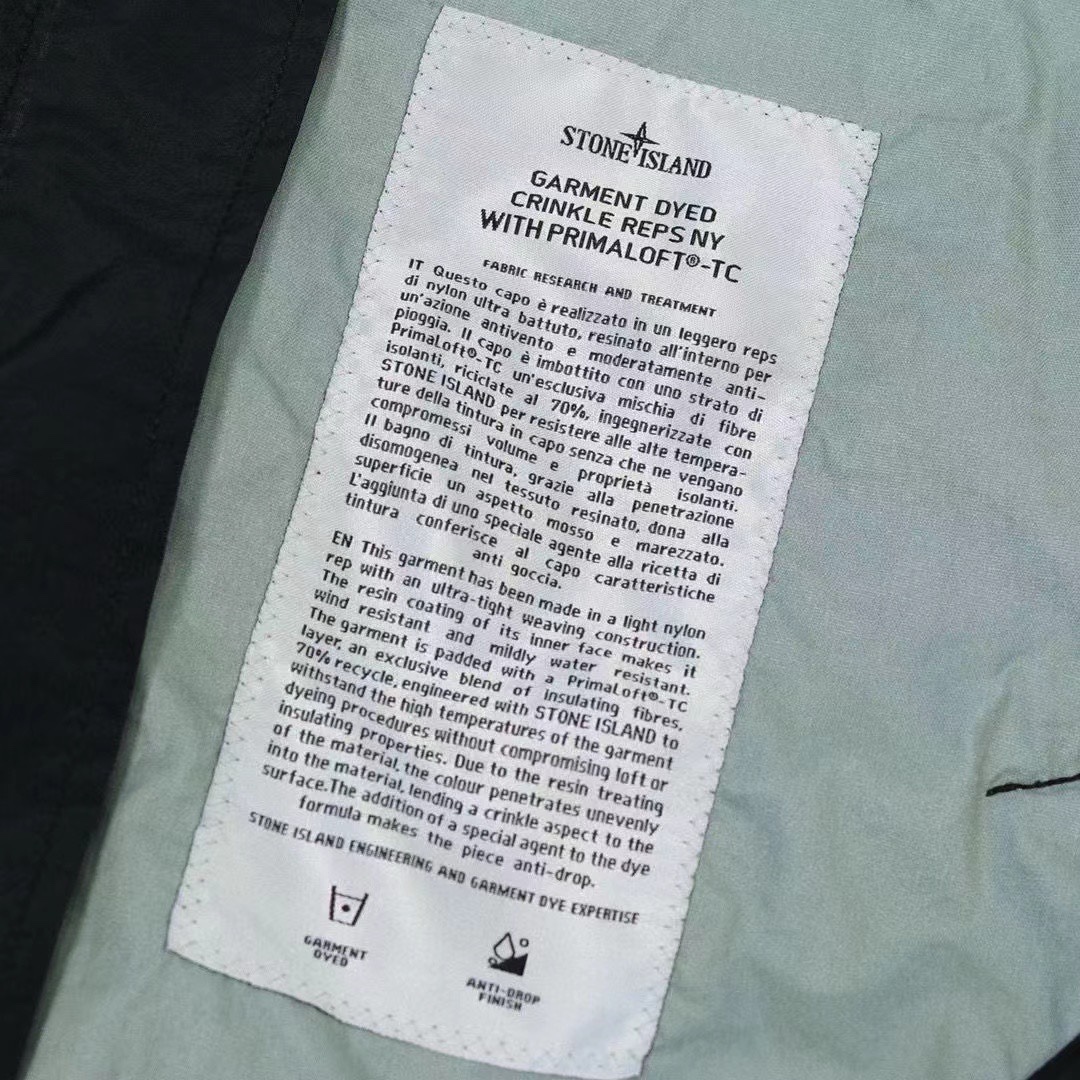 STONE ISLAND
GARMENT DYED
CRINKLE REPS NY
WITH PRIMALOFT®-TC
FABRIC RESEARCH AND TREATMENT
IT Questo capo è realizzato in un leggero reps
di nylon ultra battuto, resinato all'interno per
un'azione antivento e moderatamente anti-
pioggia. Il capo è imbottito con uno strato di
PrimaLoft®-TC un'esclusiva mischia di fibre
isolanti, riciclate al 70%, ingegnerizzate con
STONE ISLAND per resistere alle alte tempera-
ture della tintura in capo senza che ne vengano
compromessi volume e proprietà isolanti.
Il bagno di tintura, grazie alla penetrazione
disomogenea nel tessuto resinato, dona alla
superficie un aspetto mosso e marezzato.
L'aggiunta di uno speciale agente alla ricetta di
tintura conferisce al capo caratteristiche
anti goccia.
EN This garment has been made in a light nylon
rep with an ultra-tight weaving construction.
The resin coating of its inner face makes it
wind resistant and mildly water resistant.
The garment is padded with a PrimaLoft®-TC
layer, an exclusive blend of insulating fibres,
70% recycle, engineered with STONE ISLAND to
withstand the high temperatures of the garment
dyeing procedures without compromising loft or
insulating properties. Due to the resin treating
of the material, the colour penetrates unevenly
into the material, lending a crinkle aspect to the
surface.The addition of a special agent to the dye
formula makes the piece anti-drop.
STONE ISLAND ENGINEERING AND GARMENT DYE EXPERTISE
GARMENT
DYED
ANTI-DROP
FINISH